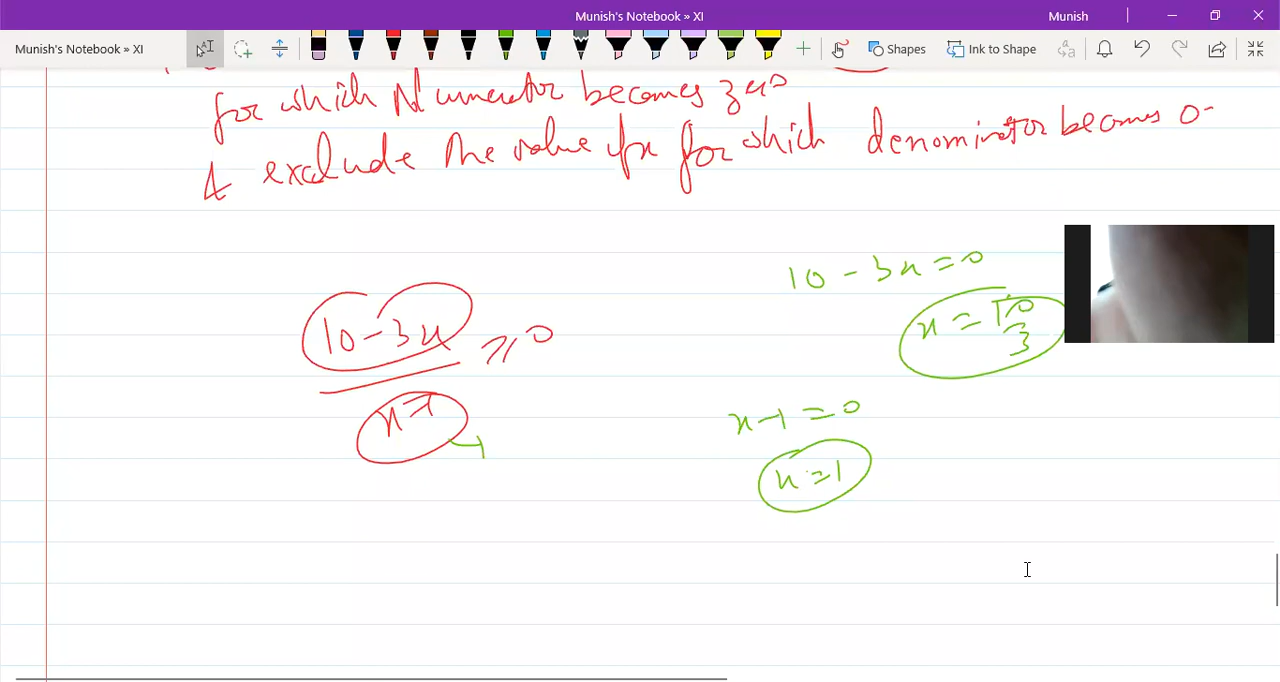 Munish's Notebook » XI
Munish
Munish's Notebook » XI
Shapes
Ink to Shape
for which Numerator becomes zero
& exclude the value of x for which denominator becomes 0
10-3x
x-1
≥0
10-3x=0
x=10
3
x-1=0
x=1